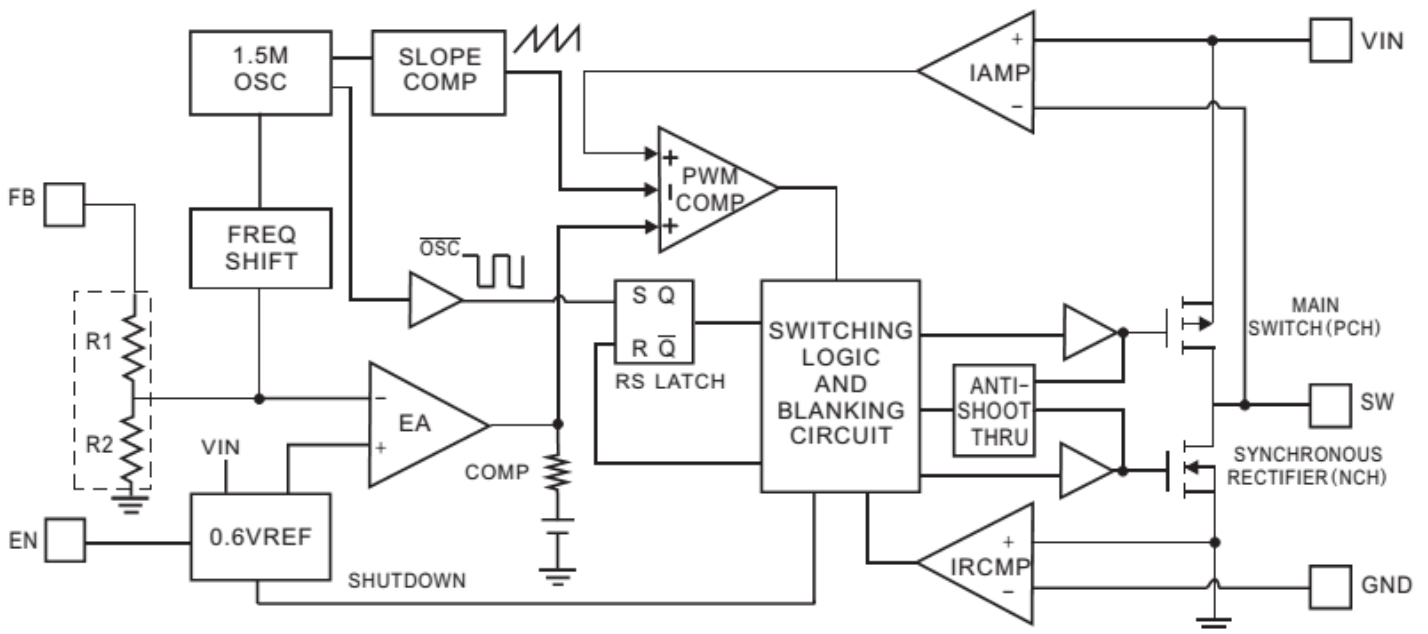 1.5M
OSC
SLOPE
COMP
+
IAMP
−
VIN
FB
FREQ
SHIFT
+
−
+
PWM
COMP
OSC
S Q
R Q
RS LATCH
R1
R2
−
EA
+
COMP
VIN
EN
0.6VREF
SHUTDOWN
SWITCHING
LOGIC
AND
BLANKING
CIRCUIT
ANTI-
SHOOT
THRU
MAIN
SWITCH(PCH)
SW
SYNCHRONOUS
RECTIFIER(NCH)
+
IRCMP
−
GND